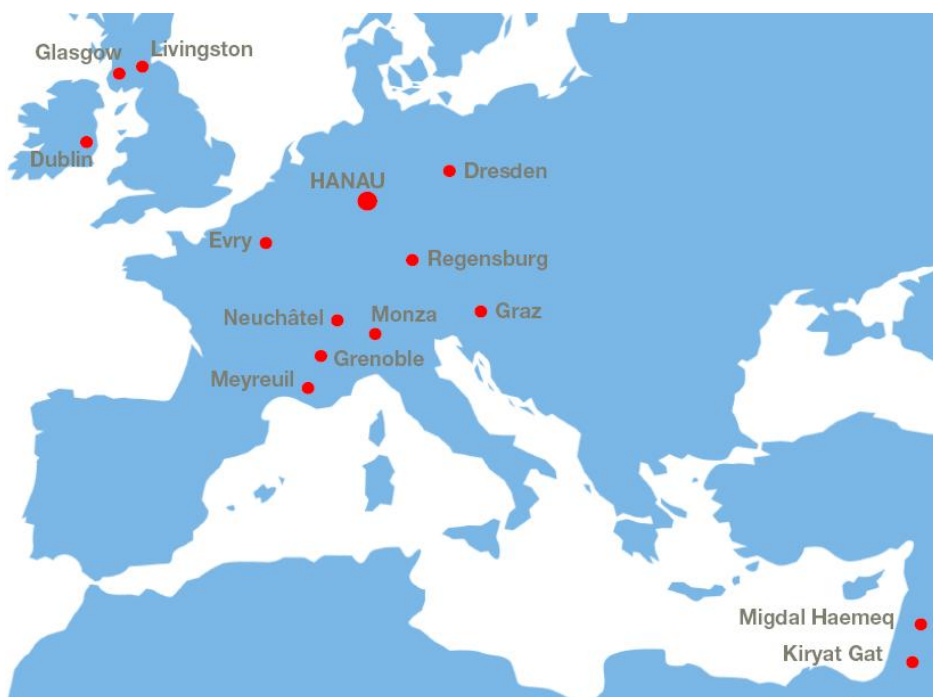 Livingston
Glasgow
Dublin
Dresden
HANAU
Evry
Regensburg
Neuchâtel
Monza
Graz
Grenoble
Meyreuil
Migdal Haemeq
Kiryat Gat